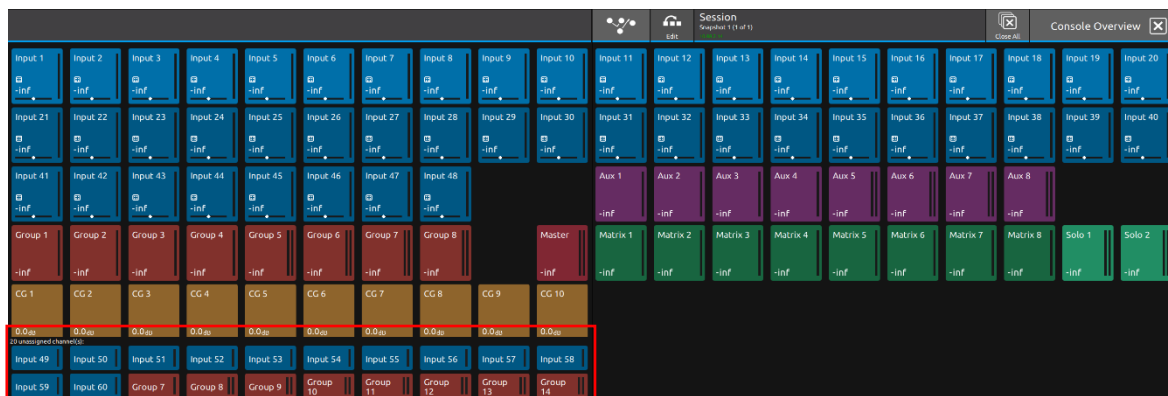 Session
Snapshot 1 (1 of 1)
Edit
Close All
Console Overview
Input 1 Input 2 Input 3 Input 4 Input 5 Input 6 Input 7 Input 8 Input 9 Input 10 Input 11 Input 12 Input 13 Input 14 Input 15 Input 16 Input 17 Input 18 Input 19 Input 20
-inf -inf -inf -inf -inf -inf -inf -inf -inf -inf -inf -inf -inf -inf -inf -inf -inf -inf -inf -inf
Input 21 Input 22 Input 23 Input 24 Input 25 Input 26 Input 27 Input 28 Input 29 Input 30 Input 31 Input 32 Input 33 Input 34 Input 35 Input 36 Input 37 Input 38 Input 39 Input 40
-inf -inf -inf -inf -inf -inf -inf -inf -inf -inf -inf -inf -inf -inf -inf -inf -inf -inf -inf -inf
Input 41 Input 42 Input 43 Input 44 Input 45 Input 46 Input 47 Input 48 Aux 1 Aux 2 Aux 3 Aux 4 Aux 5 Aux 6 Aux 7 Aux 8
-inf -inf -inf -inf -inf -inf -inf -inf -inf -inf -inf -inf -inf -inf -inf -inf
Group 1 Group 2 Group 3 Group 4 Group 5 Group 6 Group 7 Group 8 Master Matrix 1 Matrix 2 Matrix 3 Matrix 4 Matrix 5 Matrix 6 Matrix 7 Matrix 8 Solo 1 Solo 2
-inf -inf -inf -inf -inf -inf -inf -inf -inf -inf -inf -inf -inf -inf -inf -inf -inf -inf -inf
CG 1 CG 2 CG 3 CG 4 CG 5 CG 6 CG 7 CG 8 CG 9 CG 10
0.0dB 0.0dB 0.0dB 0.0dB 0.0dB 0.0dB 0.0dB 0.0dB 0.0dB 0.0dB
20 unassigned channel(s):
Input 49 Input 50 Input 51 Input 52 Input 53 Input 54 Input 55 Input 56 Input 57 Input 58
Input 59 Input 60 Group 7 Group 8 Group 9 Group 10 Group 11 Group 12 Group 13 Group 14